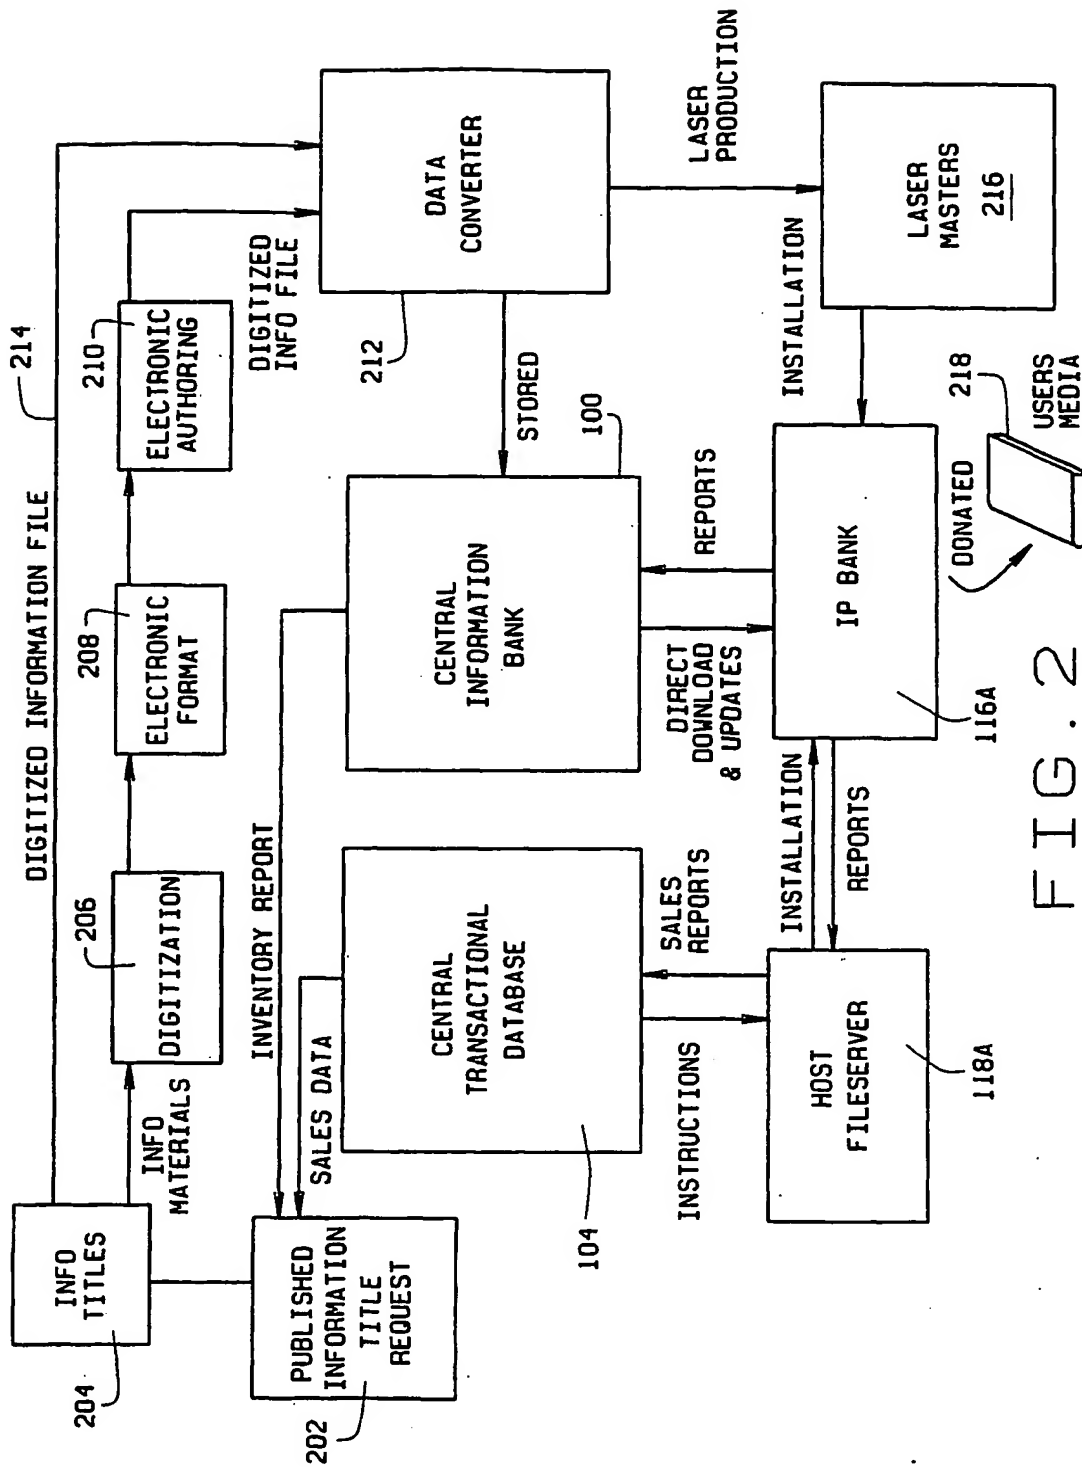 DIGITIZED INFORMATION FILE
214
INFO
TITLES
204
INFO
MATERIALS
206
DIGITIZATION
208
ELECTRONIC
FORMAT
210
ELECTRONIC
AUTHORING
DIGITIZED
INFO FILE
PUBLISHED
INFORMATION
TITLE
REQUEST
202
INVENTORY REPORT
SALES DATA
CENTRAL
TRANSACTIONAL
DATABASE
104
CENTRAL
INFORMATION
BANK
100
STORED
212
DATA
CONVERTER
LASER
PRODUCTION
INSTRUCTIONS
SALES
REPORTS
DIRECT
DOWNLOAD
& UPDATES
REPORTS
INSTALLATION
HOST
FILESERVER
118A
INSTALLATION
REPORTS
IP BANK
116A
LASER
MASTERS
216
DONATED
218
USERS
MEDIA
FIG. 2